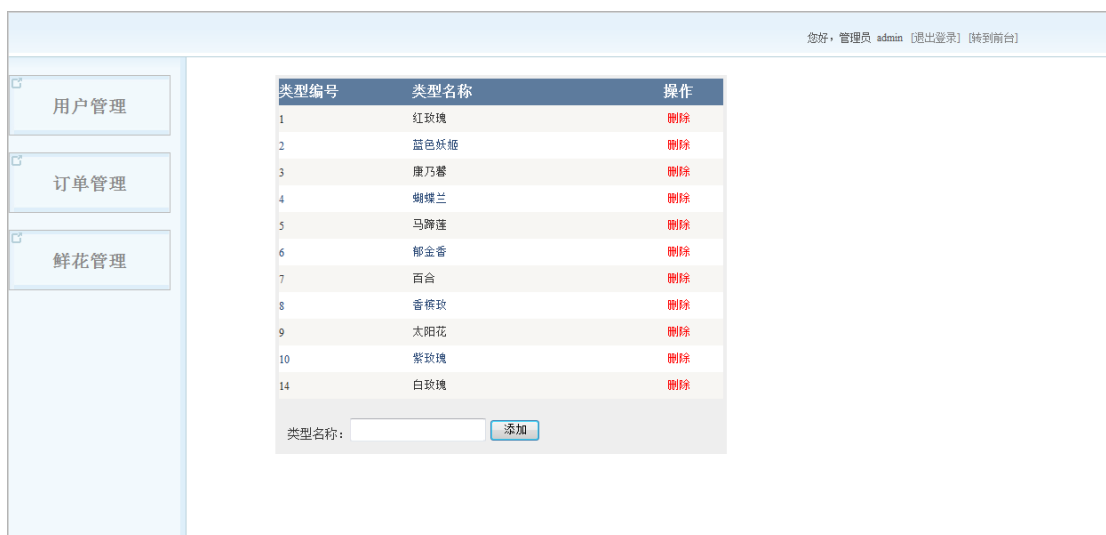 您好，管理员 admin [退出登录] [转到前台]
用户管理
订单管理
鲜花管理
类型编号 类型名称 操作
1 红玫瑰 删除
2 蓝色妖姬 删除
3 康乃馨 删除
4 蝴蝶兰 删除
5 马蹄莲 删除
6 郁金香 删除
7 百合 删除
8 香槟玫 删除
9 太阳花 删除
10 紫玫瑰 删除
14 白玫瑰 删除
类型名称： 添加